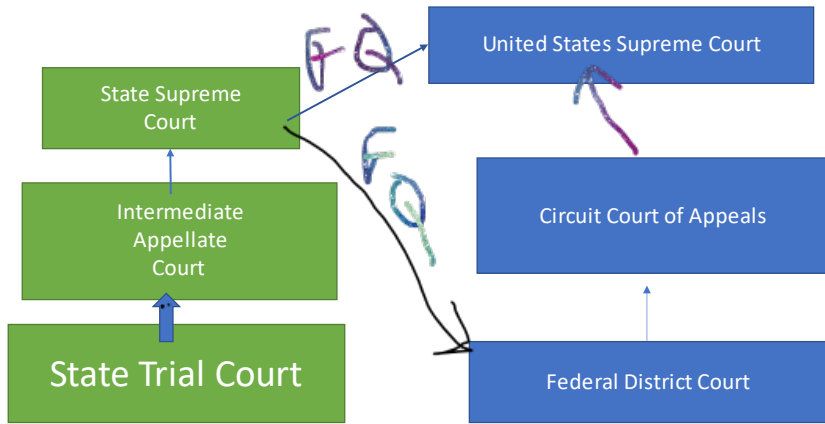 United States Supreme Court
FQ
State Supreme
Court
FQ
Intermediate
Appellate
Court
Circuit Court of Appeals
State Trial Court
Federal District Court